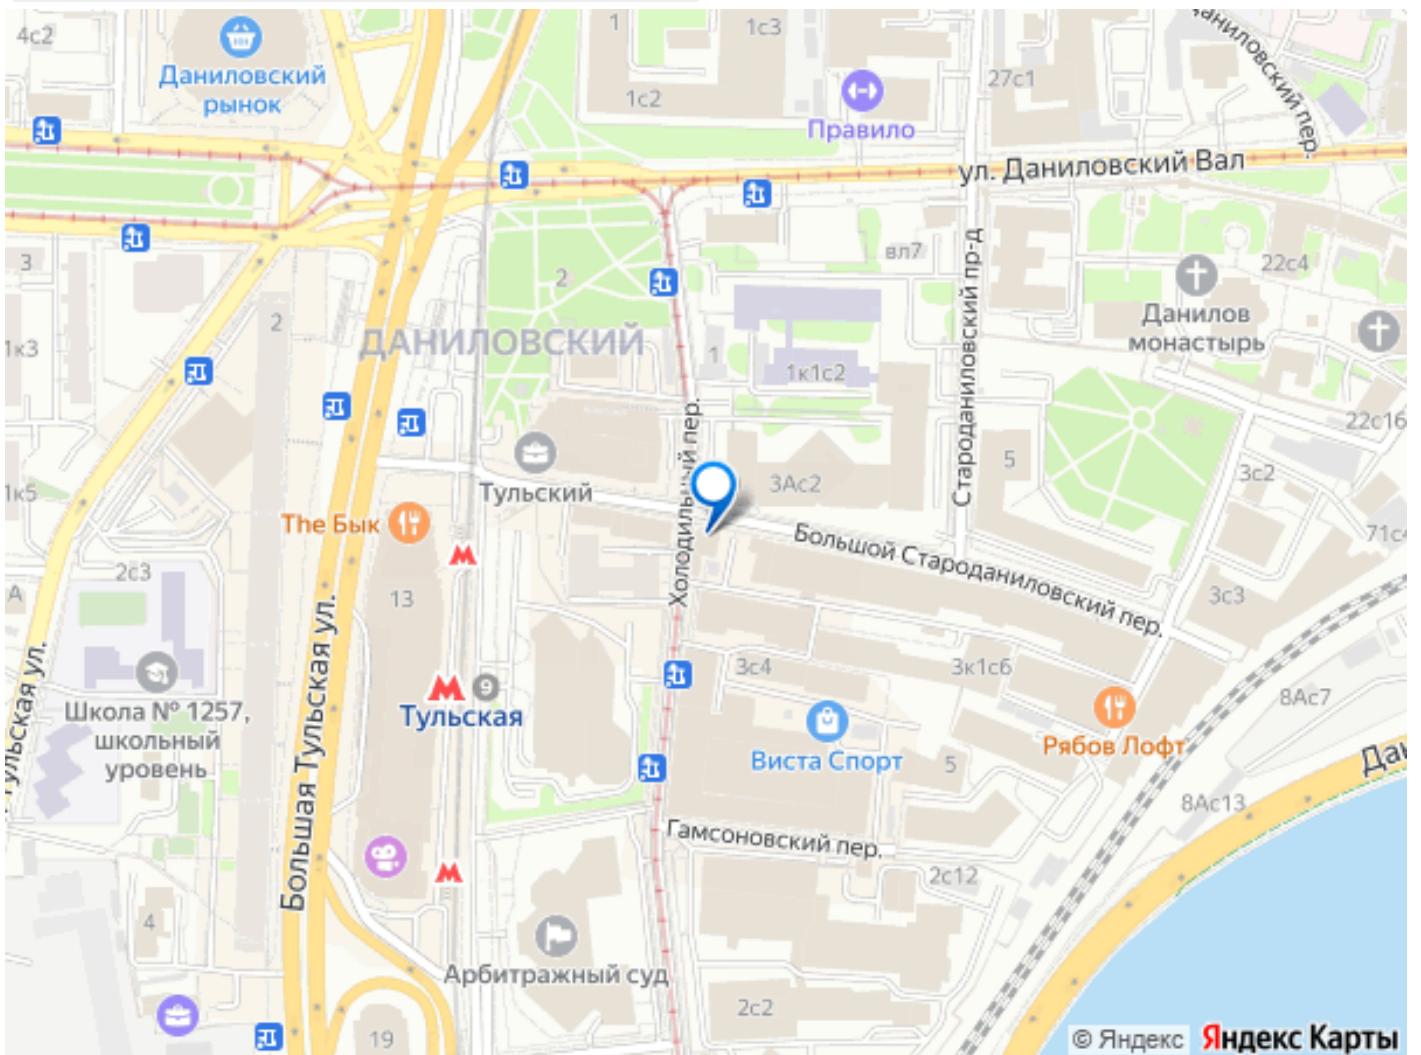 4с2
1
1с3
Даниловский
рынок
1с2
Правило
27с1
Даниловский пер.
ул. Даниловский Вал
3
2
2
вл7
22с4
Данилов
монастырь
1к3
ДАНИЛОВСКИЙ
1
1к1с2
Староданиловский пр-д
Холодильный пер.
22с16
1к5
Тульский
3Ас2
5
3с2
The Бык
Большой Староданиловский пер.
2с3
А
13
3с3
Большая Тульская ул.
Тульская
9
3с4
3к1с6
8Ас7
Школа № 1257,
школьный
уровень
Виста Спорт
5
Рябов Лофт
8Ас13
Гамсоновский пер.
2с12
4
Арбитражный суд
2с2
19
© Яндекс Яндекс Карты